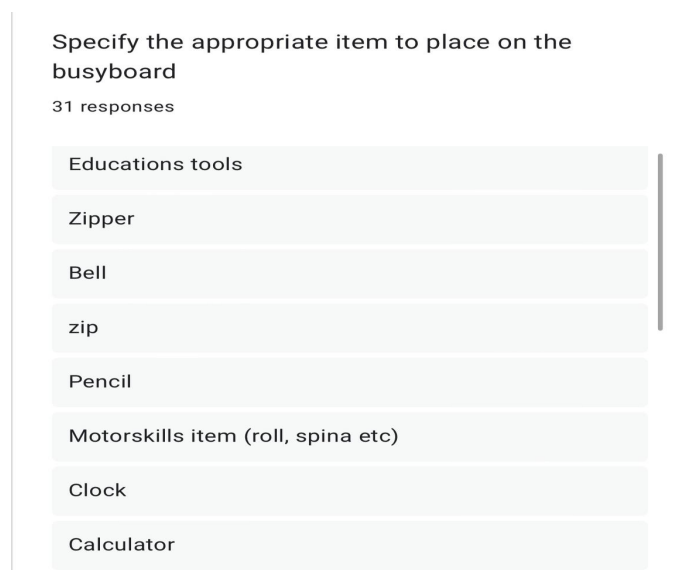 Specify the appropriate item to place on the
busyboard
31 responses
Educations tools
Zipper
Bell
zip
Pencil
Motorskills item (roll, spina etc)
Clock
Calculator